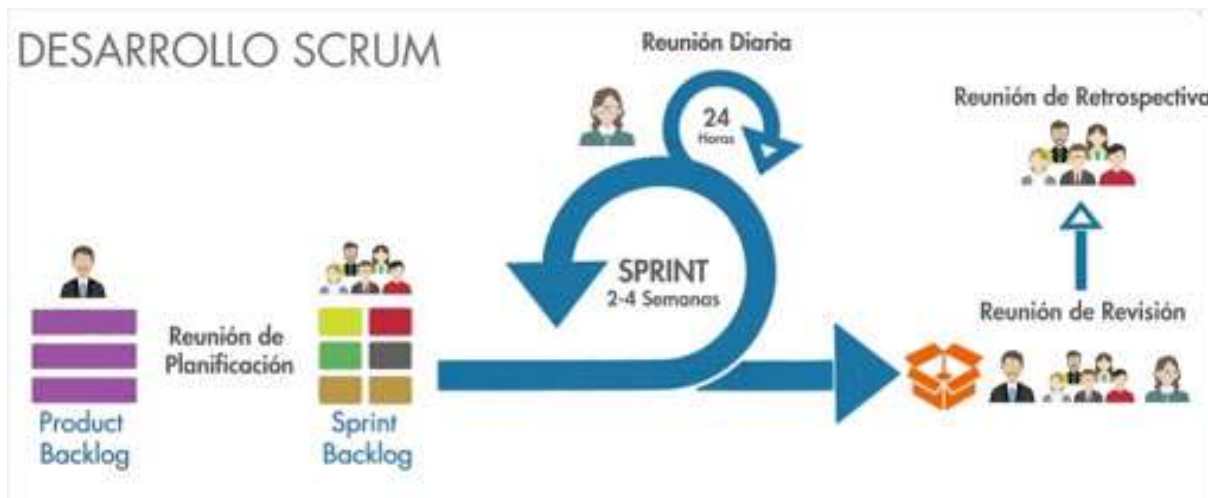 DESARROLLO SCRUM
Reunión Diaria
24
Horas
Reunión de Retrospectiva
SPRINT
2-4 Semanas
Reunión de Revisión
Reunión de
Planificación
Product
Backlog
Sprint
Backlog